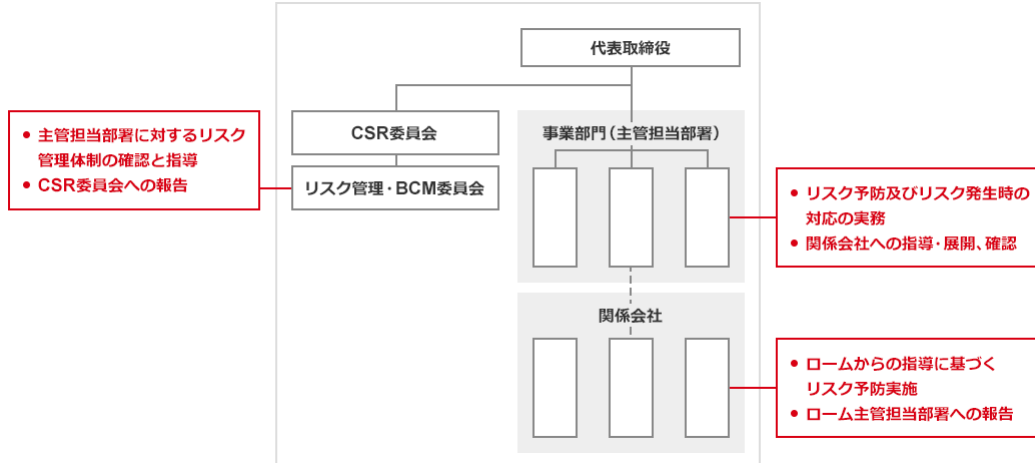 代表取締役
CSR委員会
リスク管理・BCM委員会
• 主管担当部署に対するリスク
管理体制の確認と指導
• CSR委員会への報告
事業部門(主管担当部署)
• リスク予防及びリスク発生時の
対応の実務
• 関係会社への指導・展開、確認
関係会社
• ロームからの指導に基づく
リスク予防実施
• ローム主管担当部署への報告